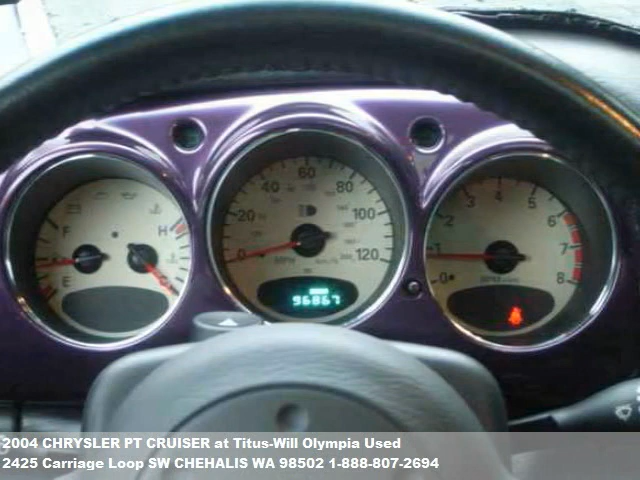 F
E
H
0 20 40 60 80 100 120
MPH
96867
0 1 2 3 4 5 6 7 8
2004 CHRYSLER PT CRUISER at Titus-Will Olympia Used
2425 Carriage Loop SW CHEHALIS WA 98502 1-888-807-2694